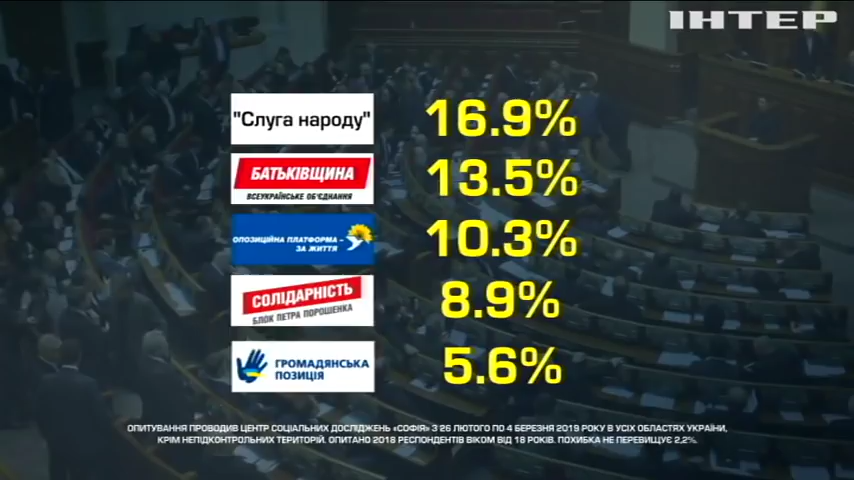 ІНТЕР
"Слуга народу" 16.9%
БАТЬКІВЩИНА 13.5%
ВСЕУКРАЇНСЬКЕ ОБ'ЄДНАННЯ
ОПОЗИЦІЙНА ПЛАТФОРМА – 10.3%
ЗА ЖИТТЯ
СОЛІДАРНІСТЬ 8.9%
БЛОК ПЕТРА ПОРОШЕНКА
ГРОМАДЯНСЬКА 5.6%
ПОЗИЦІЯ
ОПИТУВАННЯ ПРОВОДИВ ЦЕНТР СОЦІАЛЬНИХ ДОСЛІДЖЕНЬ «СОФІЯ» З 26 ЛЮТОГО ПО 4 БЕРЕЗНЯ 2019 РОКУ В УСІХ ОБЛАСТЯХ УКРАЇНИ,
КРІМ НЕПІДКОНТРОЛЬНИХ ТЕРИТОРІЙ. ОПИТАНО 2018 РЕСПОНДЕНТІВ ВІКОМ ВІД 18 РОКІВ. ПОХИБКА НЕ ПЕРЕВИЩУЄ 2,2%.